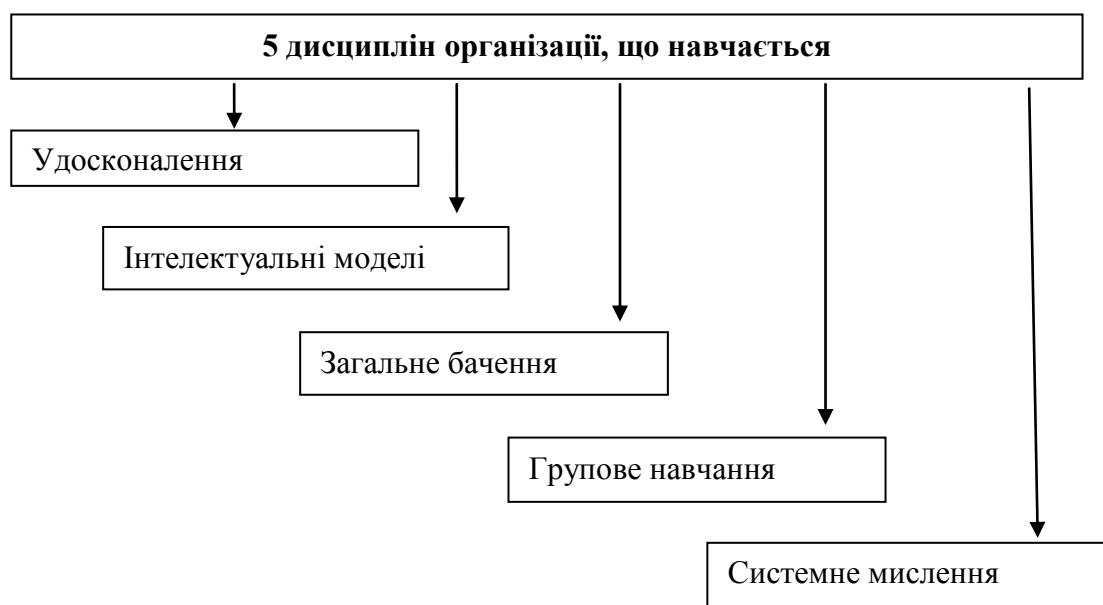 5 дисциплін організації, що навчається
Удосконалення
Інтелектуальні моделі
Загальне бачення
Групове навчання
Системне мислення